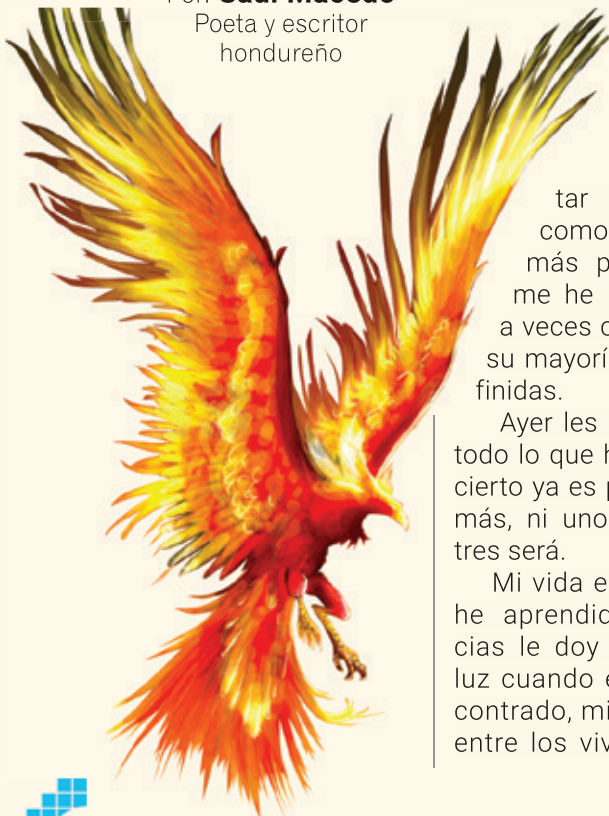 Poeta y escritor
hondureño
tar
como
más p
me he
a veces c
su mayorí
finidas.
Ayer les
todo lo que h
cierto ya es p
más, ni uno
tres será.
Mi vida e
he aprendid
cias le doy
luz cuando e
contrado, mi
entre los viv